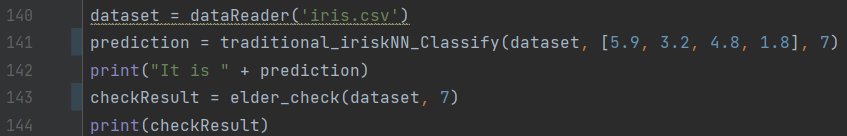 140 dataset = dataReader('iris.csv')
141 prediction = traditional_iriskNN_Classify(dataset, [5.9, 3.2, 4.8, 1.8], 7)
142 print("It is " + prediction)
143 checkResult = elder_check(dataset, 7)
144 print(checkResult)